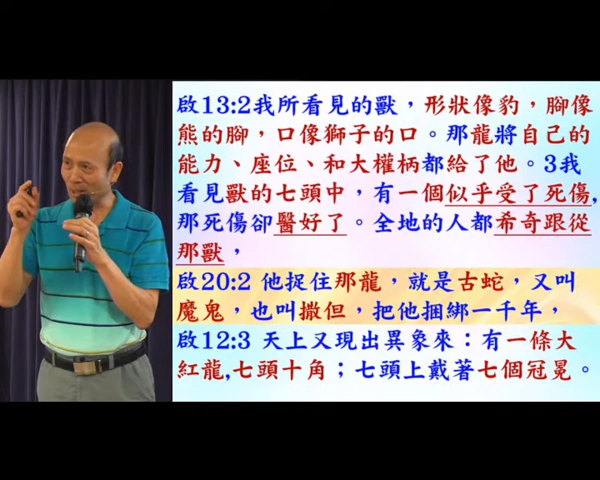 啟13:2我所看見的獸，形狀像豹，腳像
熊的腳，口像獅子的口。那龍將自己的
能力、座位、和大權柄都給了他。3我
看見獸的七頭中，有一個似乎受了死傷,
那死傷卻醫好了。全地的人都希奇跟從
那獸，
啟20:2 他捉住那龍，就是古蛇，又叫
魔鬼，也叫撒但，把他捆綁一千年，
啟12:3 天上又現出異象來：有一條大
紅龍,七頭十角；七頭上戴著七個冠冕。